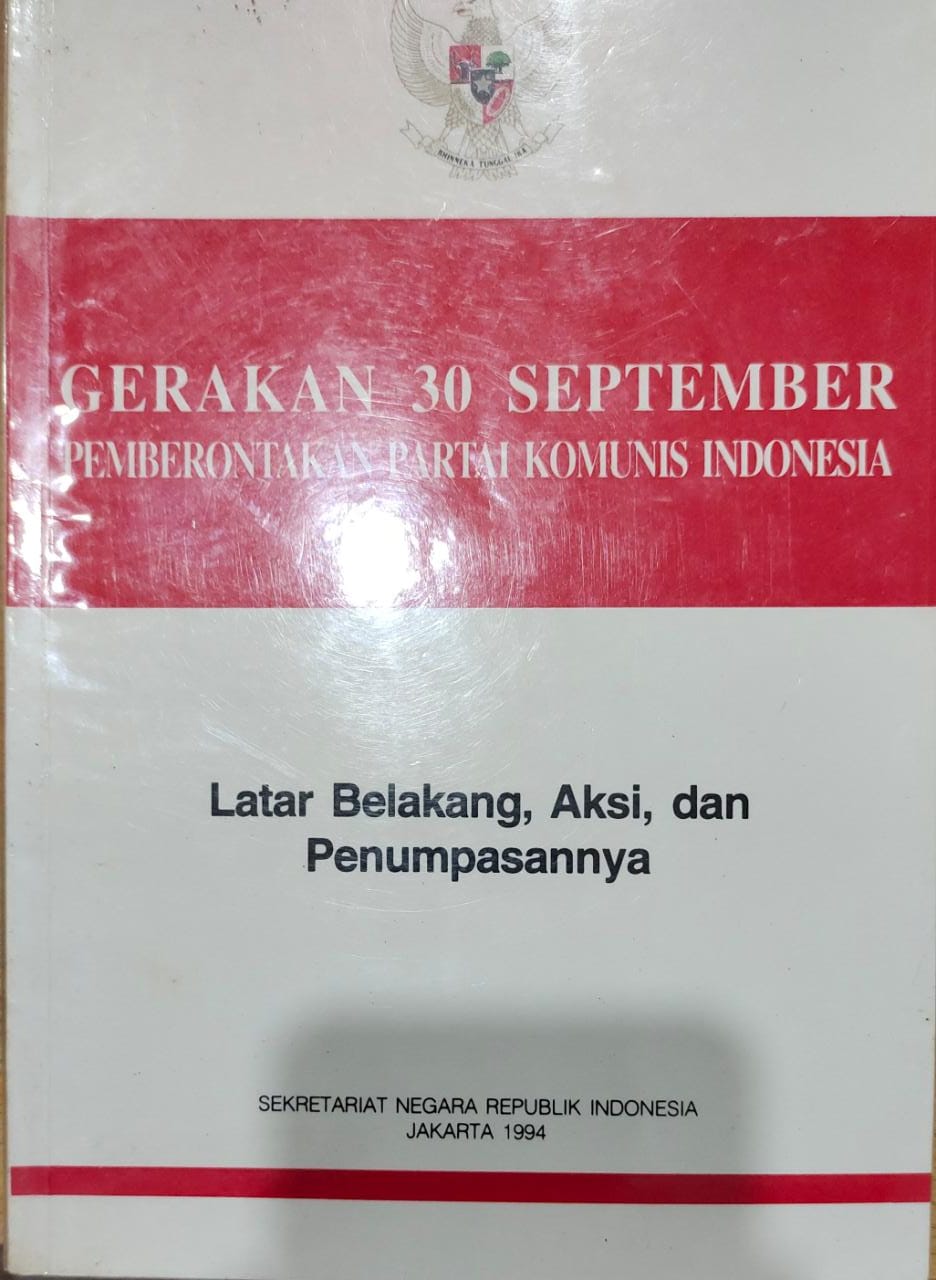 BHINNEKA TUNGGAL IKA
GERAKAN 30 SEPTEMBER
PEMBERONTAKAN PARTAI KOMUNIS INDONESIA
Latar Belakang, Aksi, dan
Penumpasannya
SEKRETARIAT NEGARA REPUBLIK INDONESIA
JAKARTA 1994